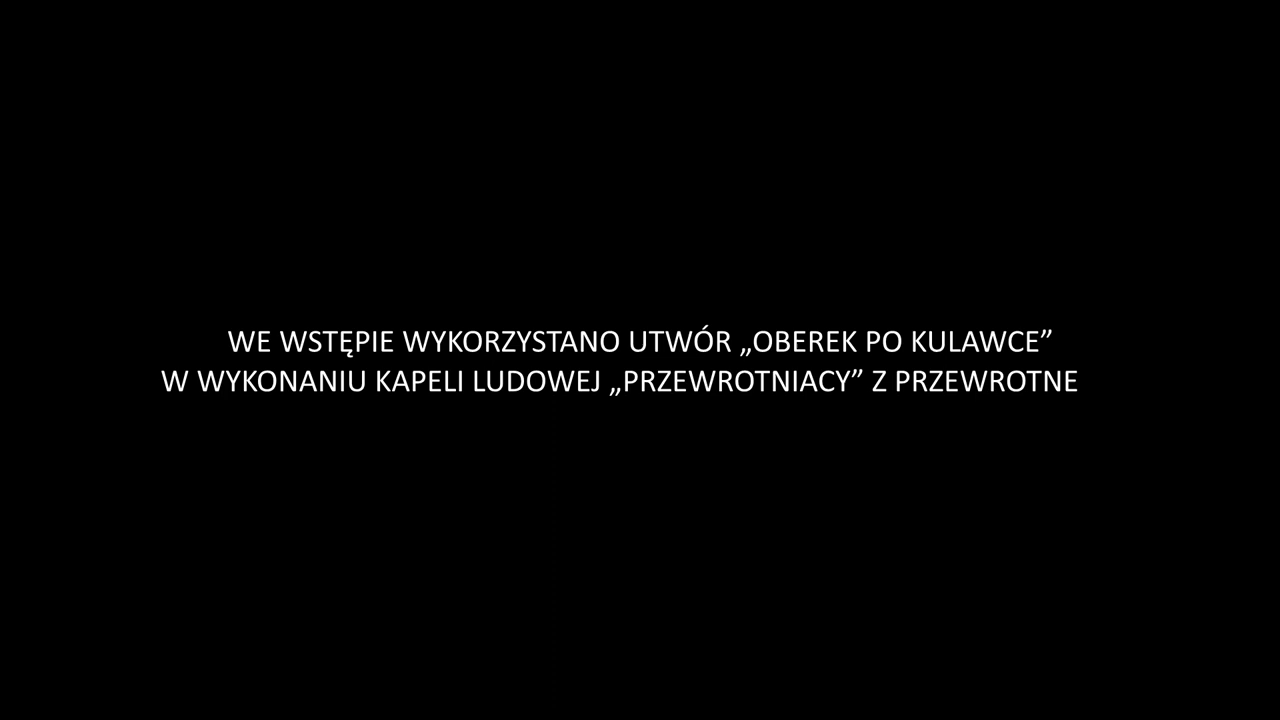 WE WSTĘPIE WYKORZYSTANO UTWÓR „OBEREK PO KULAWCE”
W WYKONANIU KAPELI LUDOWEJ „PRZEWROTNIACY” Z PRZEWROTNE